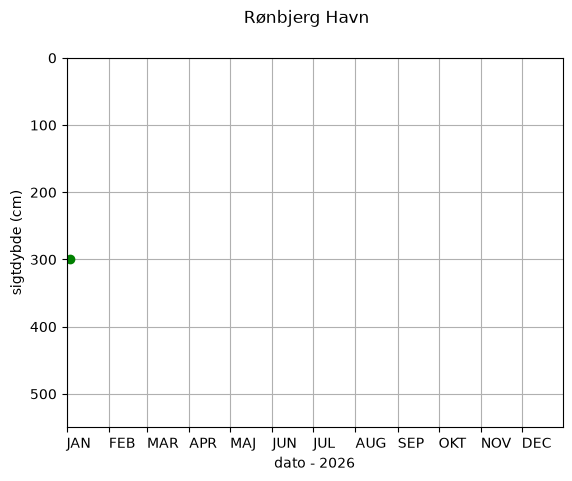 Rønbjerg Havn
0
100
200
300
400
500
sigtdybde (cm)
JAN FEB MAR APR MAJ JUN JUL AUG SEP OKT NOV DEC
dato - 2026